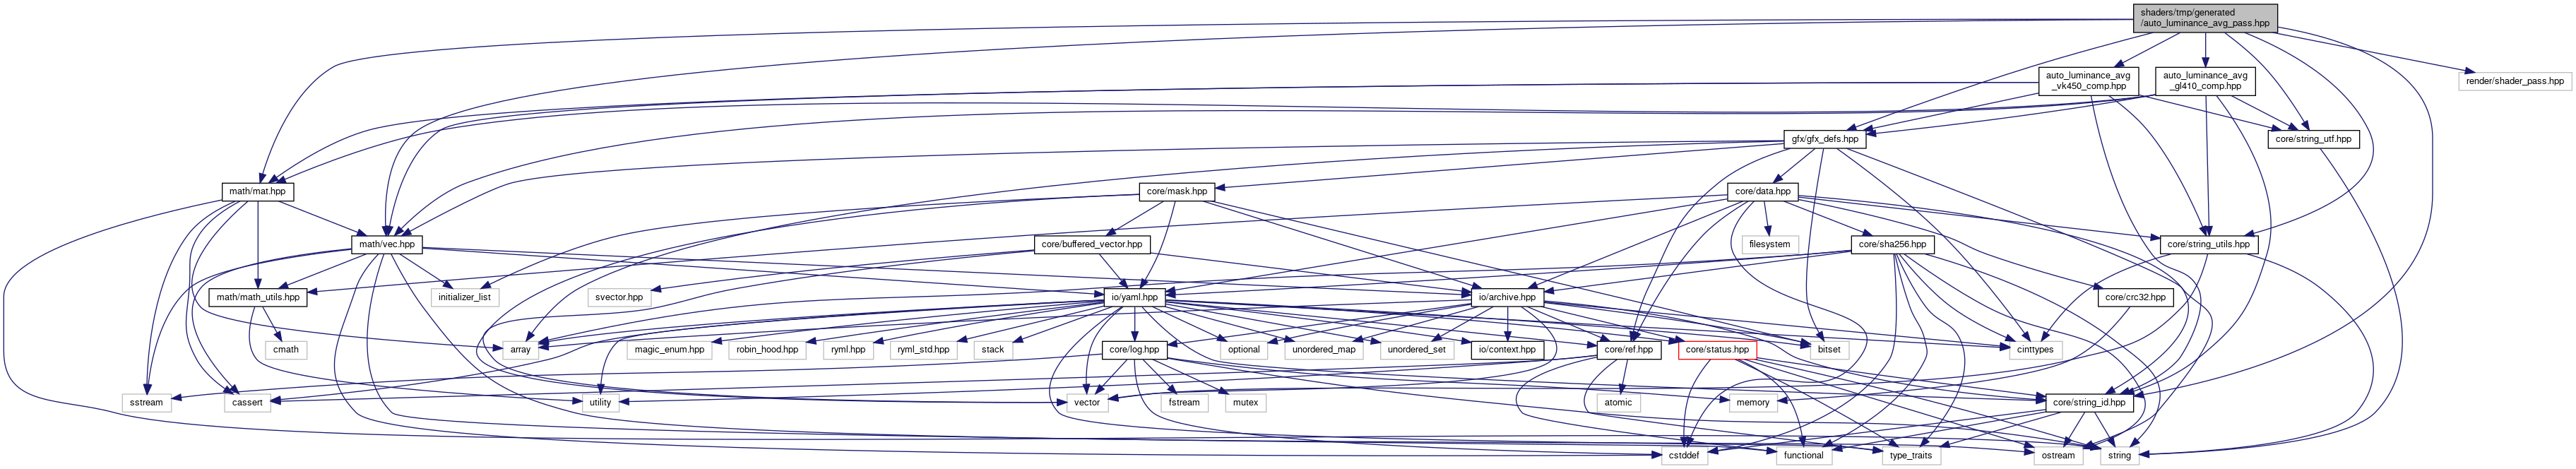 shaders/tmp/generated
/auto_luminance_avg_pass.hpp
auto_luminance_avg
_vk450_comp.hpp
auto_luminance_avg
_gl410_comp.hpp
render/shader_pass.hpp
gfx/gfx_defs.hpp
core/string_utf.hpp
math/mat.hpp
core/mask.hpp
core/data.hpp
math/vec.hpp
core/buffered_vector.hpp
filesystem
core/sha256.hpp
core/string_utils.hpp
math/math_utils.hpp
initializer_list
svector.hpp
io/yaml.hpp
io/archive.hpp
core/crc32.hpp
array
cmath
magic_enum.hpp
robin_hood.hpp
ryml.hpp
ryml_std.hpp
stack
core/log.hpp
optional
unordered_map
unordered_set
io/context.hpp
core/ref.hpp
core/status.hpp
bitset
cinttypes
sstream
cassert
utility
vector
fstream
mutex
atomic
memory
core/string_id.hpp
cstddef
functional
type_traits
ostream
string